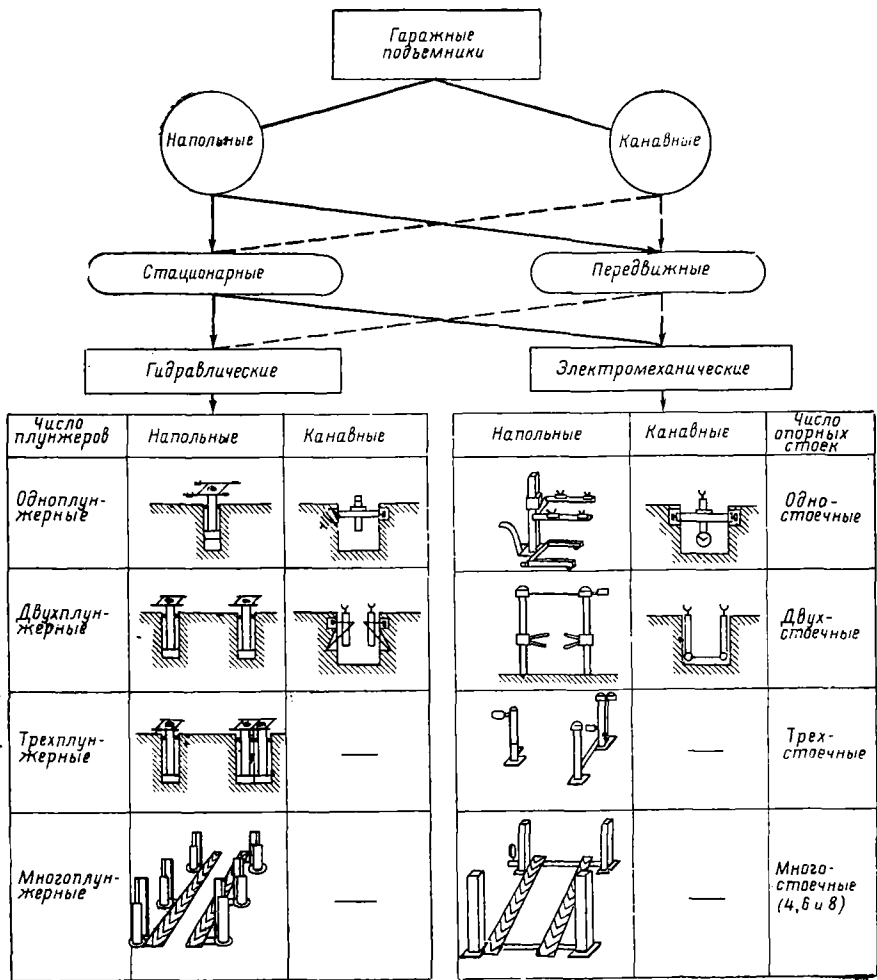 Гаражные
подъемники
Напольные
Канавные
Стационарные
Передвижные
Гидравлические
Электромеханические
Число
плунжеров
Напольные
Канавные
Одноплун-
жерные
Двухплун-
жерные
Трехплун-
жерные
—
Многоплун-
жерные
—
Напольные
Канавные
Число
опорных
стоек
Одно-
стоечные
Двух-
стоечные
—
Трех-
стоечные
—
Много-
стоечные
(4, 6 и 8)